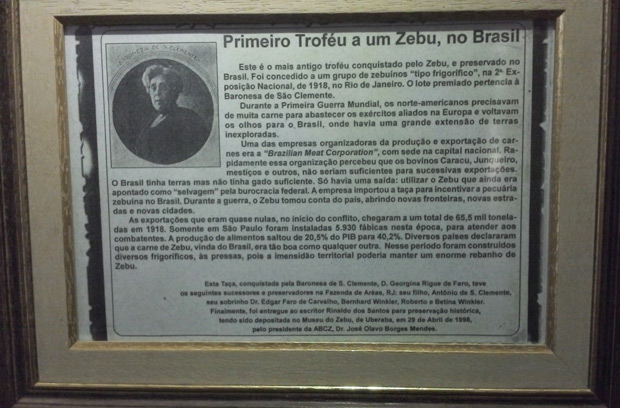 Primeiro Troféu a um Zebu, no Brasil
Este é o mais antigo troféu conquistado pelo Zebu, e preservado no
Brasil. Foi concedido a um grupo de zebuínos "tipo frigorífico", na 2ª Ex-
posição Nacional, de 1918, no Rio de Janeiro. O lote premiado pertencia à
Baronesa de São Clemente.
Durante a Primeira Guerra Mundial, os norte-americanos precisavam
de muita carne para abastecer os exércitos aliados na Europa e voltavam
os olhos para o Brasil, onde havia uma grande extensão de terras
inexploradas.
Uma das empresas organizadoras da produção e exportação de car-
nes era a "Brazilian Meat Corporation", com sede na capital nacional. Ra-
pidamente essa organização percebeu que os bovinos Caracu, Junqueiro,
mestiços e outros, não seriam suficientes para sucessivas exportações.
O Brasil tinha terras mas não tinha gado suficiente. Só havia uma saída: utilizar o Zebu que ainda era
apontado como "selvagem" pela burocracia federal. A empresa importou a taça para incentivar a pecuária
zebuína no Brasil. Durante a guerra, o Zebu tomou conta do país, abrindo novas fronteiras, novas estra-
das e novas cidades.
As exportações que eram quase nulas, no início do conflito, chegaram a um total de 65,5 mil tonela-
das em 1918. Somente em São Paulo foram instaladas 5.930 fábicas nesta época, para atender aos
combatentes. A produção de alimentos saltou de 20,5% do PIB para 40,2%. Diversos países declararam
que a carne de Zebu, vinda do Brasil, era tão boa como qualquer outra. Nesse período foram construídos
diversos frigoríficos, às pressas, pois a imensidão territorial poderia manter um enorme rebanho de
Zebu.
Esta Taça, conquistada pela Baronesa de S. Clemente, D. Georgina Rigue de Faro, teve
os seguintes sucessores e preservadores na Fazenda de Areas, RJ; seu filho, Antônio de S. Clemente,
seu sobrinho Dr. Edgar Faro de Carvalho, Bernhard Winkler, Roberto e Betina Winkler.
Finalmente, foi entregue ao escritor Rinaldo dos Santos para preservação histórica,
tendo sido depositada no Museu do Zebu, de Uberaba, em 29 de Abril de 1998,
pelo presidente da ABCZ, Dr. José Olavo Borges Mendes.